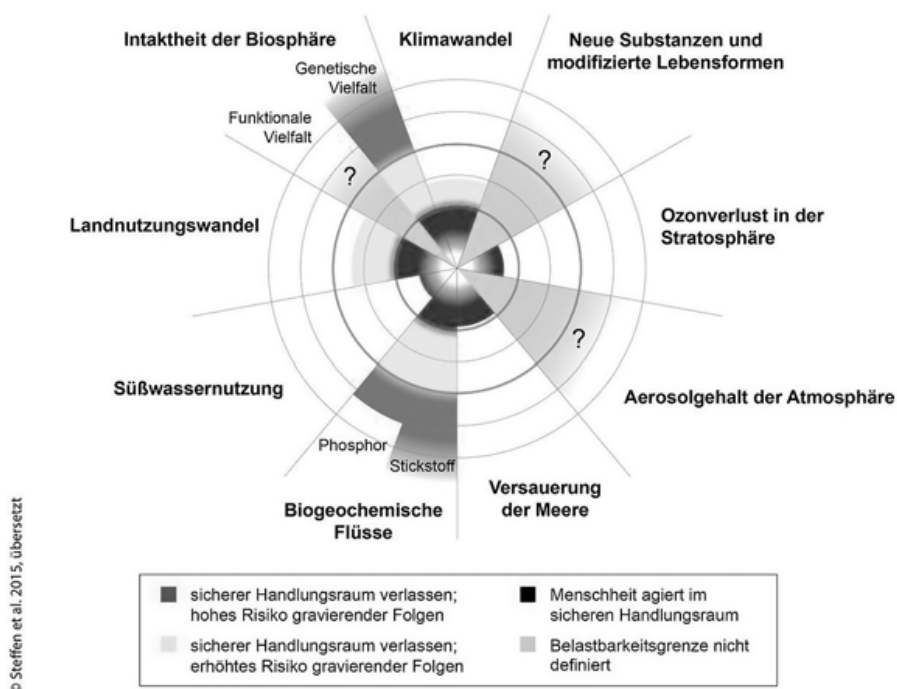 Intaktheit der Biosphäre
Klimawandel
Neue Substanzen und
modifizierte Lebensformen
Genetische
Vielfalt
Funktionale
Vielfalt
?
?
Landnutzungswandel
Ozonverlust in der
Stratosphäre
?
Süßwassernutzung
Aerosolgehalt der Atmosphäre
Phosphor
Stickstoff
Versauerung
der Meere
Biogeochemische
Flüsse
sicherer Handlungsraum verlassen;
hohes Risiko gravierender Folgen
Menschheit agiert im
sicheren Handlungsraum
sicherer Handlungsraum verlassen;
erhöhtes Risiko gravierender Folgen
Belastbarkeitsgrenze nicht
definiert
© Steffen et al. 2015, übersetzt